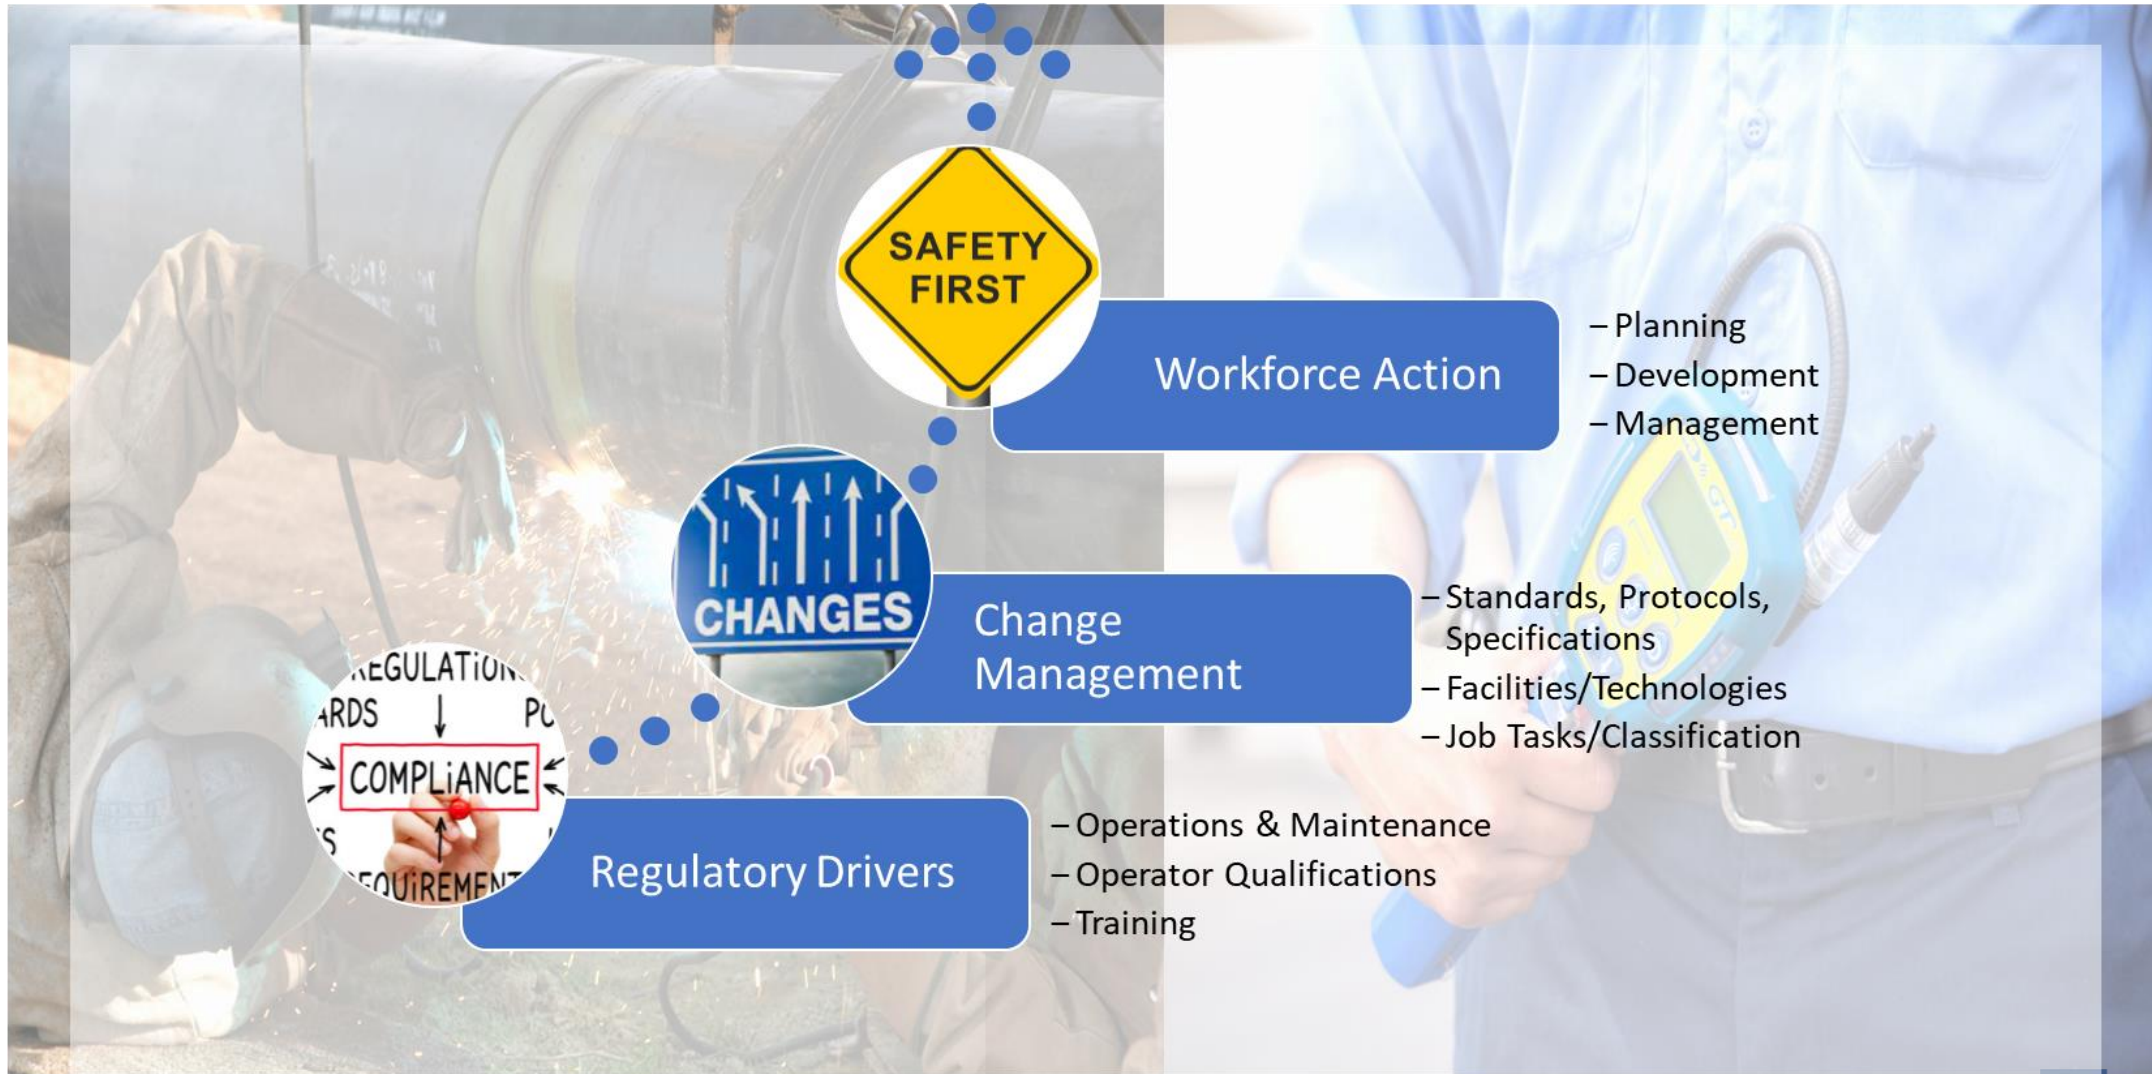 SAFETY
FIRST
Workforce Action
– Planning
– Development
– Management
CHANGES
Change
Management
– Standards, Protocols,
Specifications
– Facilities/Technologies
– Job Tasks/Classification
COMPLiANCE
Regulatory Drivers
– Operations & Maintenance
– Operator Qualifications
– Training